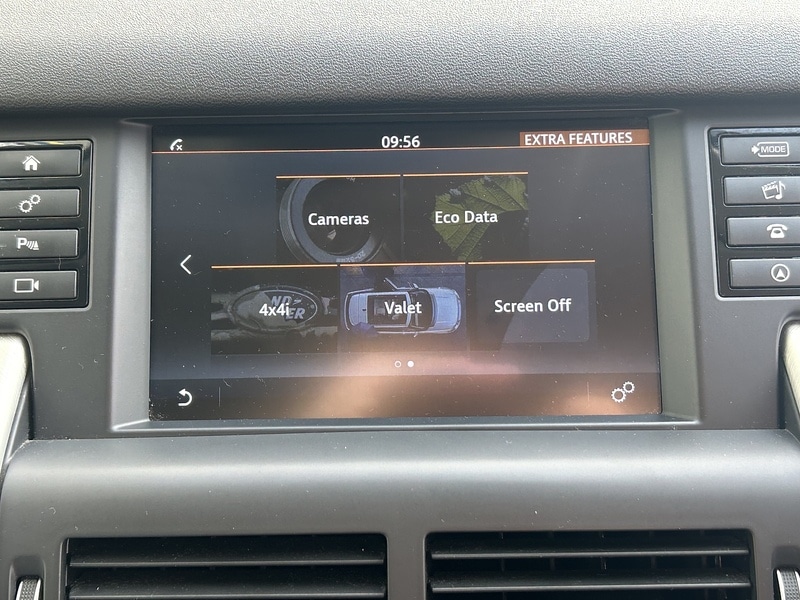 09:56
EXTRA FEATURES
MODE
Cameras
Eco Data
P
4x4i
Valet
Screen Off